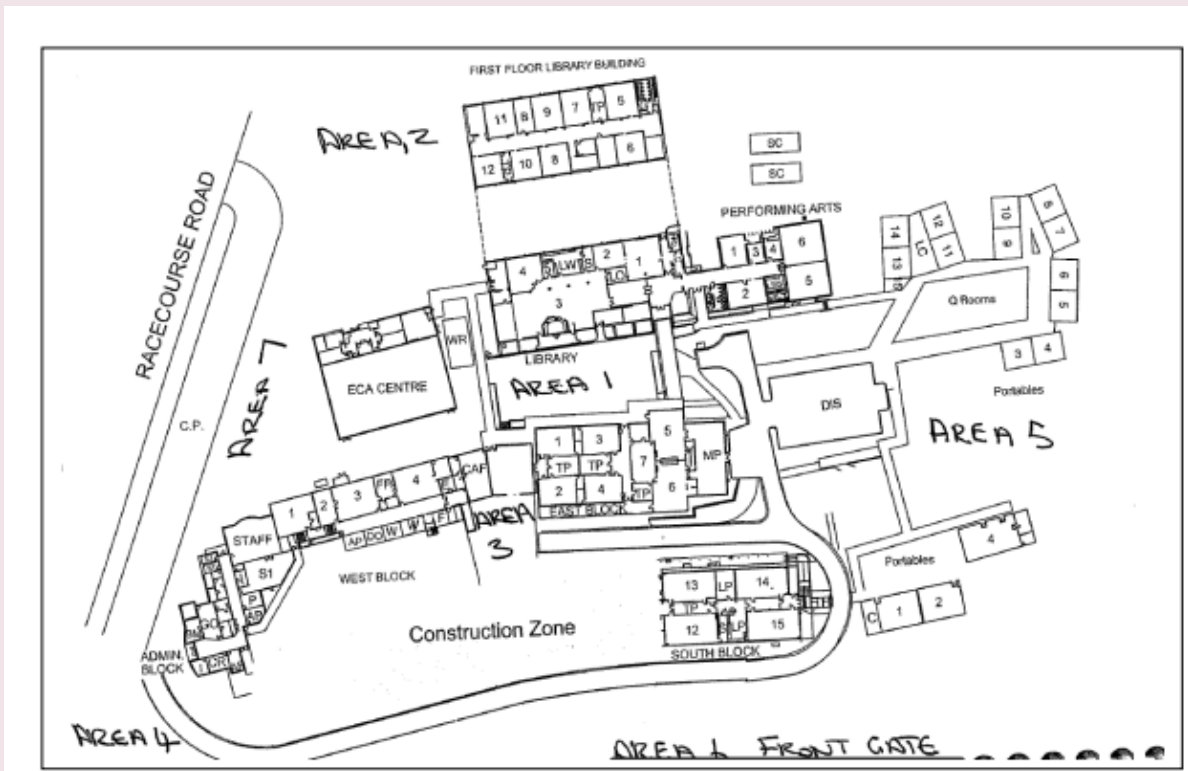 FIRST FLOOR LIBRARY BUILDING
11 8 9 7 TP 5
AREA, 2
12 10 8 6
SC
SC
RACECOURSE ROAD
PERFORMING ARTS
1 3 4 6
2 5
14 13
12 11
LC
10 9
5 7
6 5
Q Rooms
3 4
Portables
4 LW S 2 1
LO
3
LIBRARY
WR
ECA CENTRE
AREA 1
AREA 7
C.P.
DIS
AREA 5
1 3 5
TP TP 7 MP
2 4 TP 6
EAST BLOCK
CAF
1 2 3 FR 4
AREA
3
STAFF
AP DO W W F
S1
WEST BLOCK
P
AP
GO
CR
ADMIN.
BLOCK
Portables
4
C 1 2
13 LP 14
TP
12 LP 15
SOUTH BLOCK
Construction Zone
AREA 4
AREA 6 FRONT GATE